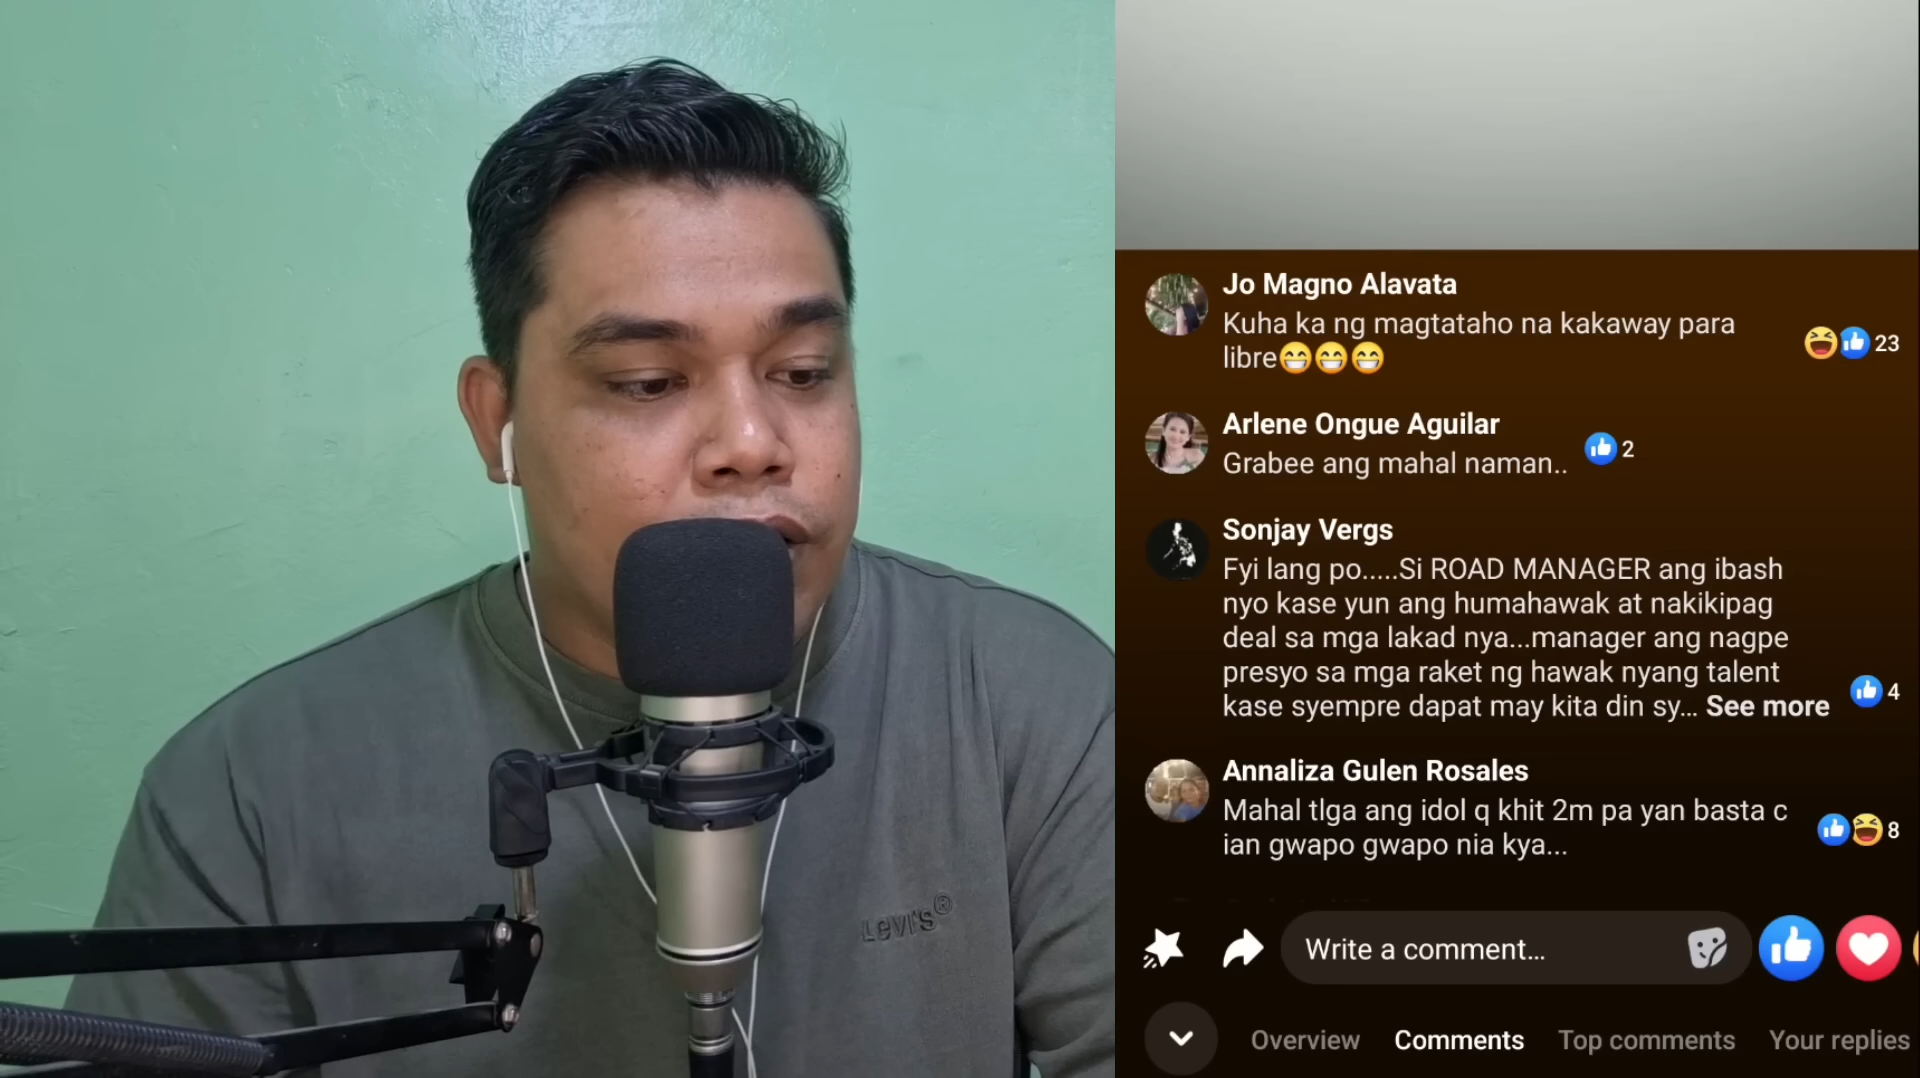 Jo Magno Alavata
Kuha ka ng magtataho na kakaway para
libre😁😁😁
23
Arlene Ongue Aguilar
Grabee ang mahal naman..
2
Sonjay Vergs
Fyi lang po.....Si ROAD MANAGER ang ibash
nyo kase yun ang humahawak at nakikipag
deal sa mga lakad nya...manager ang nagpe
presyo sa mga raket ng hawak nyang talent
kase syempre dapat may kita din sy... See more
4
Annaliza Gulen Rosales
Mahal tlga ang idol q khit 2m pa yan basta c
ian gwapo gwapo nia kya...
8
Levi's®
Write a comment...
Overview Comments Top comments Your replies